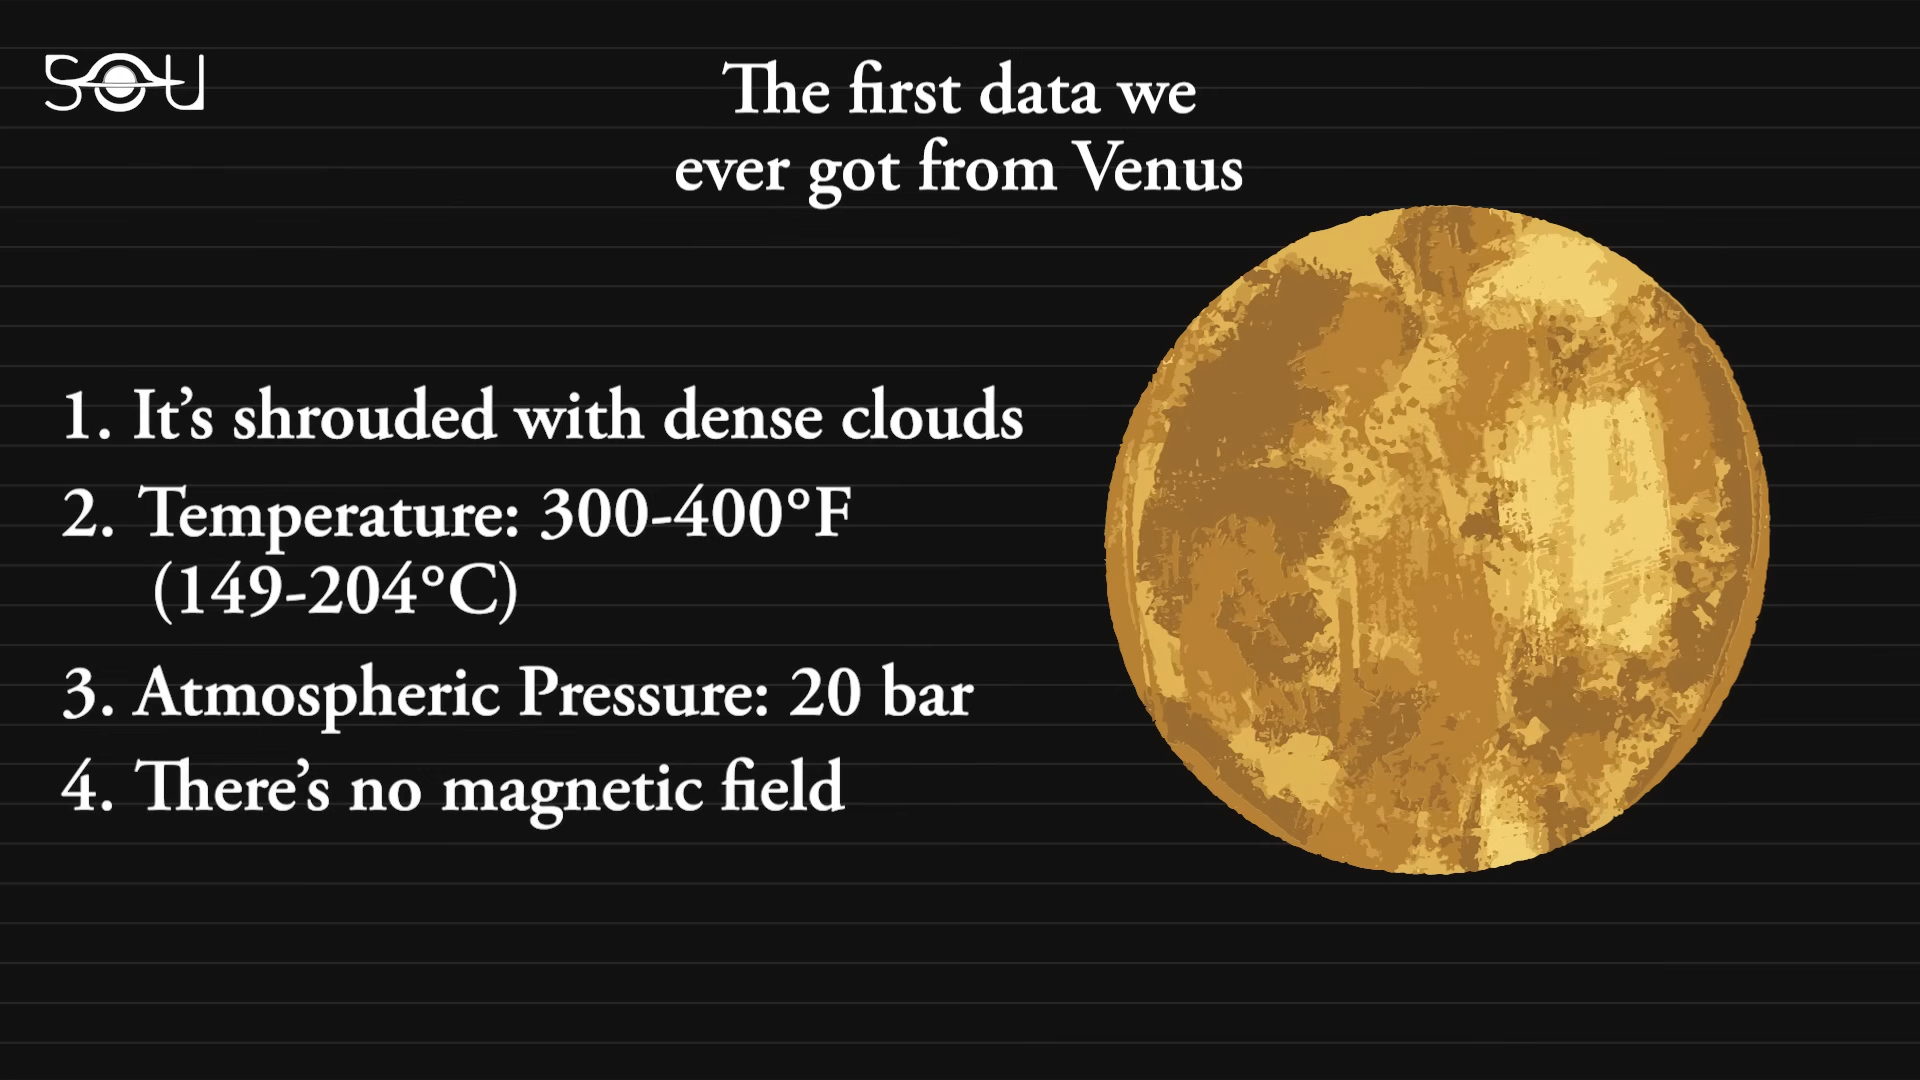 SOU
The first data we
ever got from Venus
1. It’s shrouded with dense clouds
2. Temperature: 300-400°F
(149-204°C)
3. Atmospheric Pressure: 20 bar
4. There’s no magnetic field